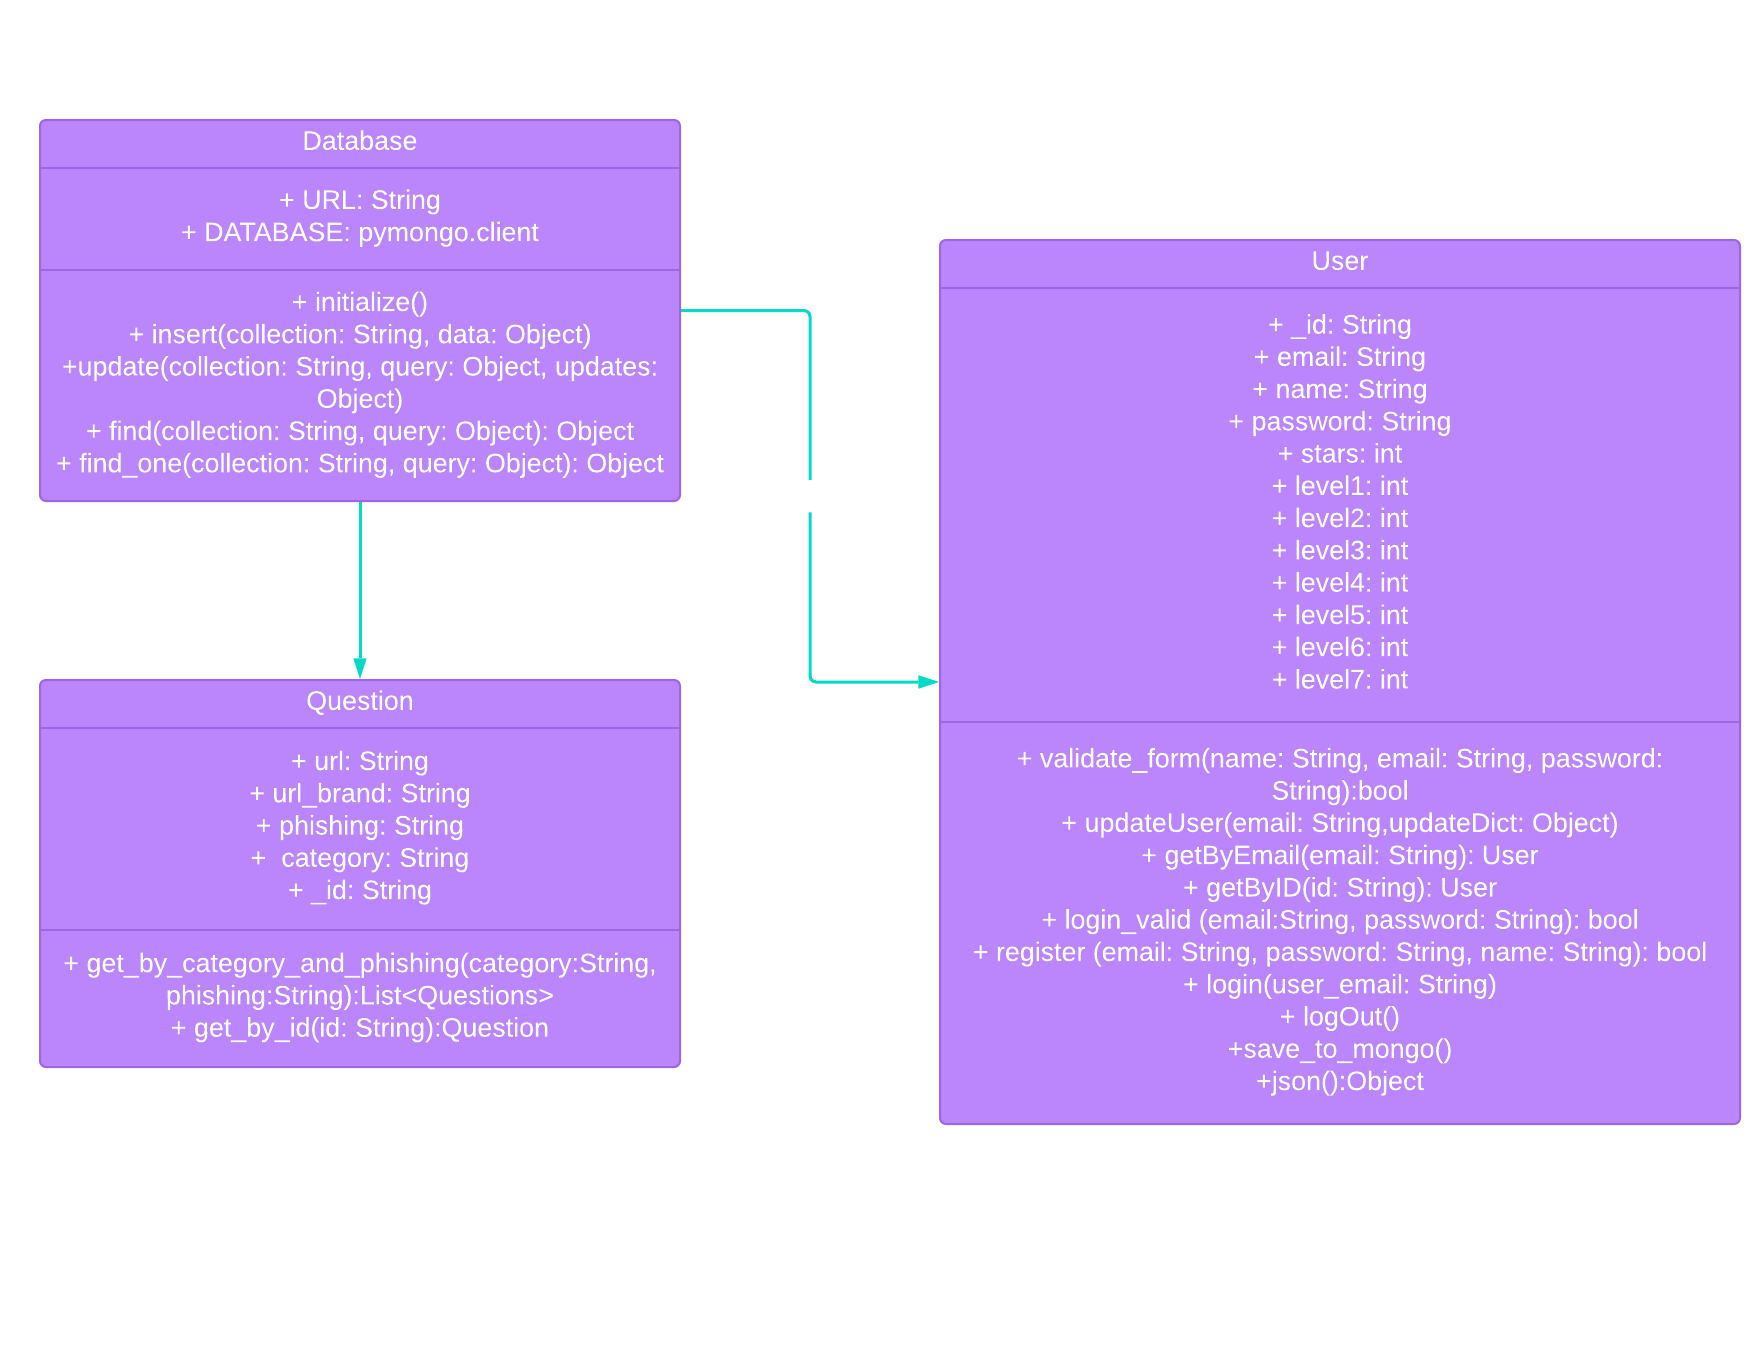 Database
+ URL: String
+ DATABASE: pymongo.client
+ initialize()
+ insert(collection: String, data: Object)
+update(collection: String, query: Object, updates:
Object)
+ find(collection: String, query: Object): Object
+ find_one(collection: String, query: Object): Object
Question
+ url: String
+ url_brand: String
+ phishing: String
+  category: String
+ _id: String
+ get_by_category_and_phishing(category:String,
phishing:String):List<Questions>
+ get_by_id(id: String):Question
User
+ _id: String
+ email: String
+ name: String
+ password: String
+ stars: int
+ level1: int
+ level2: int
+ level3: int
+ level4: int
+ level5: int
+ level6: int
+ level7: int
+ validate_form(name: String, email: String, password:
String):bool
+ updateUser(email: String,updateDict: Object)
+ getByEmail(email: String): User
+ getByID(id: String): User
+ login_valid (email:String, password: String): bool
+ register (email: String, password: String, name: String): bool
+ login(user_email: String)
+ logOut()
+save_to_mongo()
+json():Object